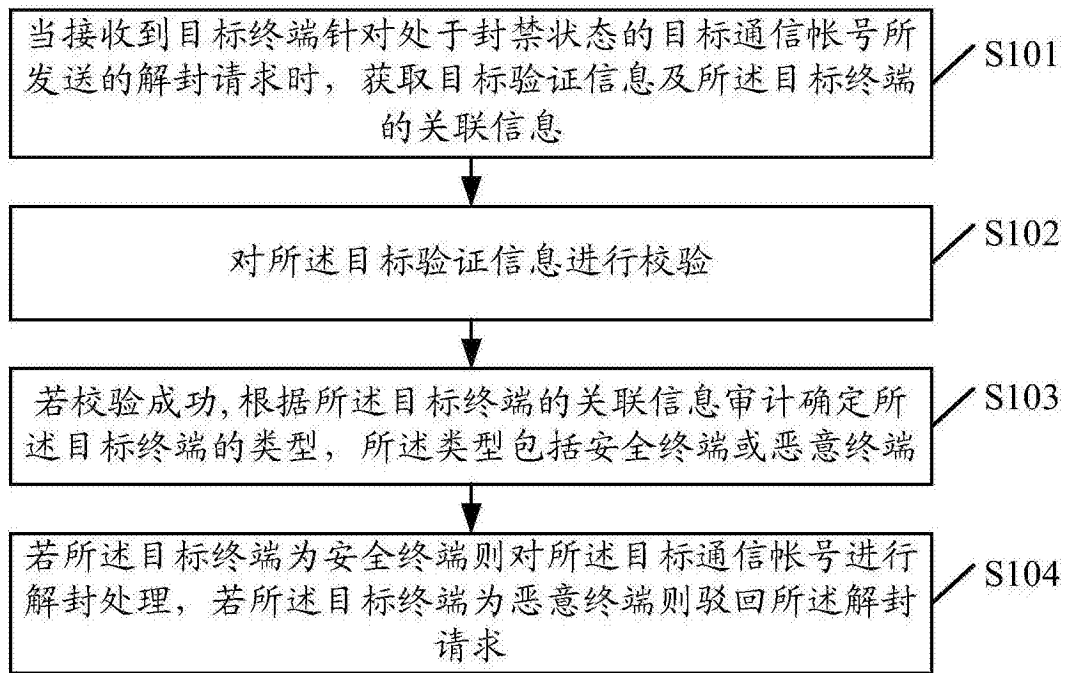 当接收到目标终端针对处于封禁状态的目标通信帐号所
发送的解封请求时，获取目标验证信息及所述目标终端
的关联信息
S101
对所述目标验证信息进行校验
S102
若校验成功,根据所述目标终端的关联信息审计确定所
述目标终端的类型，所述类型包括安全终端或恶意终端
S103
若所述目标终端为安全终端则对所述目标通信帐号进行
解封处理，若所述目标终端为恶意终端则驳回所述解封
请求
S104